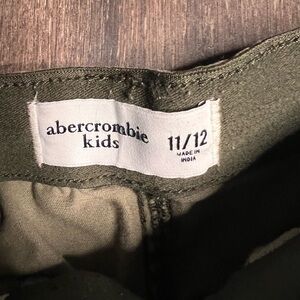 abercrombie
kids
11/12
MADE IN
INDIA